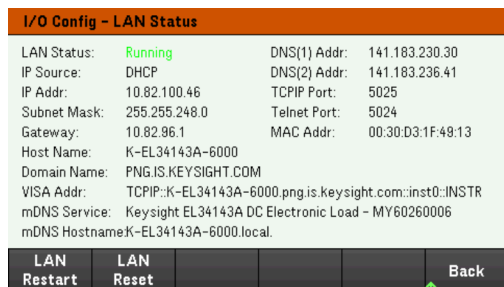 I/O Config – LAN Status
LAN Status: Running DNS(1) Addr: 141.183.230.30
IP Source: DHCP DNS(2) Addr: 141.183.236.41
IP Addr: 10.82.100.46 TCPIP Port: 5025
Subnet Mask: 255.255.248.0 Telnet Port: 5024
Gateway: 10.82.96.1 MAC Addr: 00:30:D3:1F:49:13
Host Name: K-EL34143A-6000
Domain Name: PNG.IS.KEYSIGHT.COM
VISA Addr: TCPIP::K-EL34143A-6000.png.is.keysight.com::inst0::INSTR
mDNS Service: Keysight EL34143A DC Electronic Load - MY60260006
mDNS Hostname:K-EL34143A-6000.local.
LAN Restart LAN Reset Back